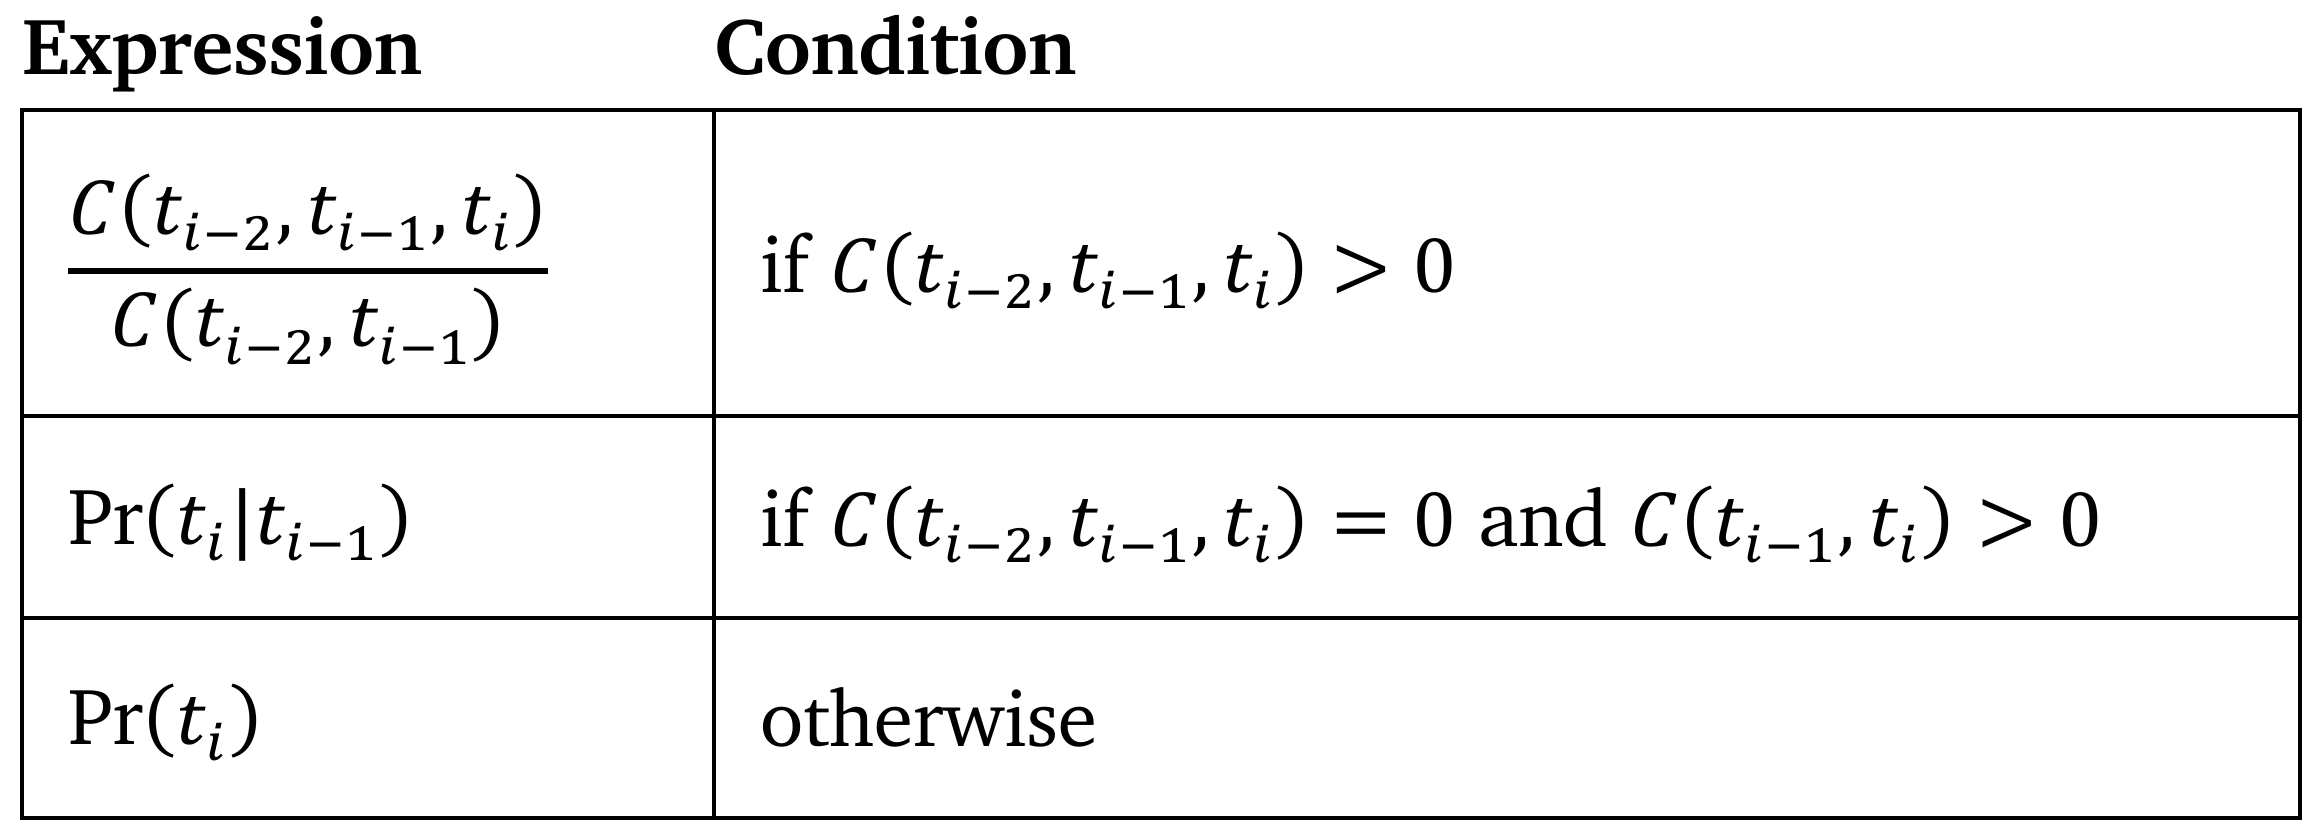 Expression Condition
C(t_{i−2}, t_{i−1}, t_i) / C(t_{i−2}, t_{i−1}) if C(t_{i−2}, t_{i−1}, t_i) > 0
Pr(t_i|t_{i−1}) if C(t_{i−2}, t_{i−1}, t_i) = 0 and C(t_{i−1}, t_i) > 0
Pr(t_i) otherwise